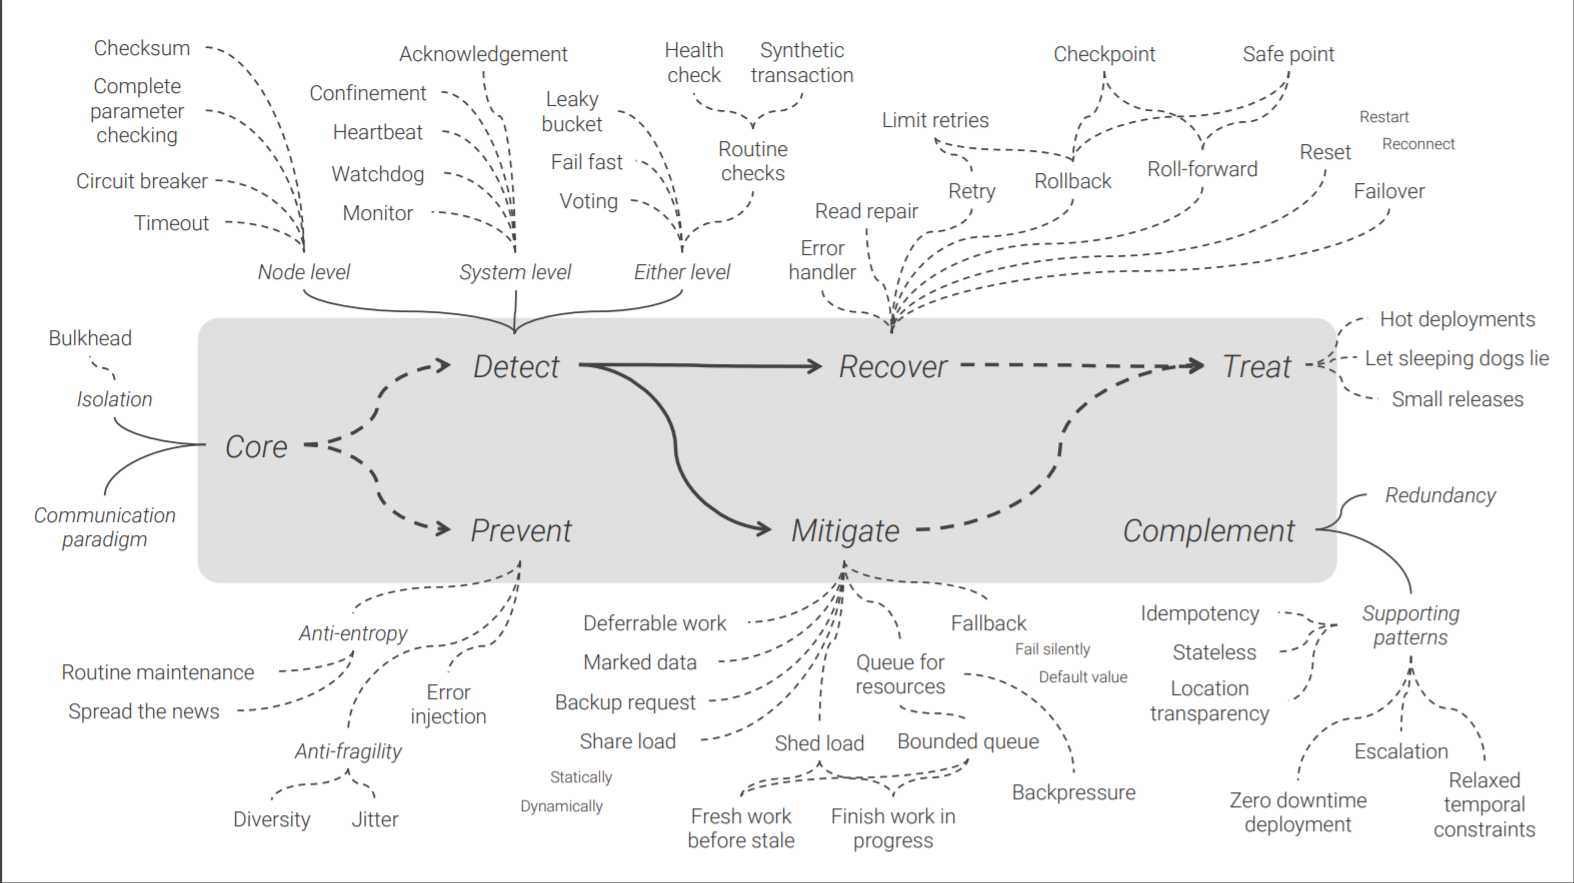 Checksum
Complete
parameter
checking
Circuit breaker
Timeout
Node level
Acknowledgement
Confinement
Heartbeat
Watchdog
Monitor
System level
Health
check
Synthetic
transaction
Leaky
bucket
Fail fast
Voting
Routine
checks
Either level
Checkpoint
Safe point
Limit retries
Retry
Rollback
Roll-forward
Reset
Restart
Reconnect
Failover
Read repair
Error
handler
Bulkhead
Isolation
Communication
paradigm
Core
Detect
Recover
Treat
Prevent
Mitigate
Complement
Hot deployments
Let sleeping dogs lie
Small releases
Redundancy
Anti-entropy
Routine maintenance
Spread the news
Anti-fragility
Diversity
Jitter
Error
injection
Deferrable work
Marked data
Backup request
Share load
Statically
Dynamically
Shed load
Queue for
resources
Bounded queue
Fresh work
before stale
Finish work in
progress
Backpressure
Fallback
Fail silently
Default value
Idempotency
Stateless
Location
transparency
Supporting
patterns
Zero downtime
deployment
Escalation
Relaxed
temporal
constraints